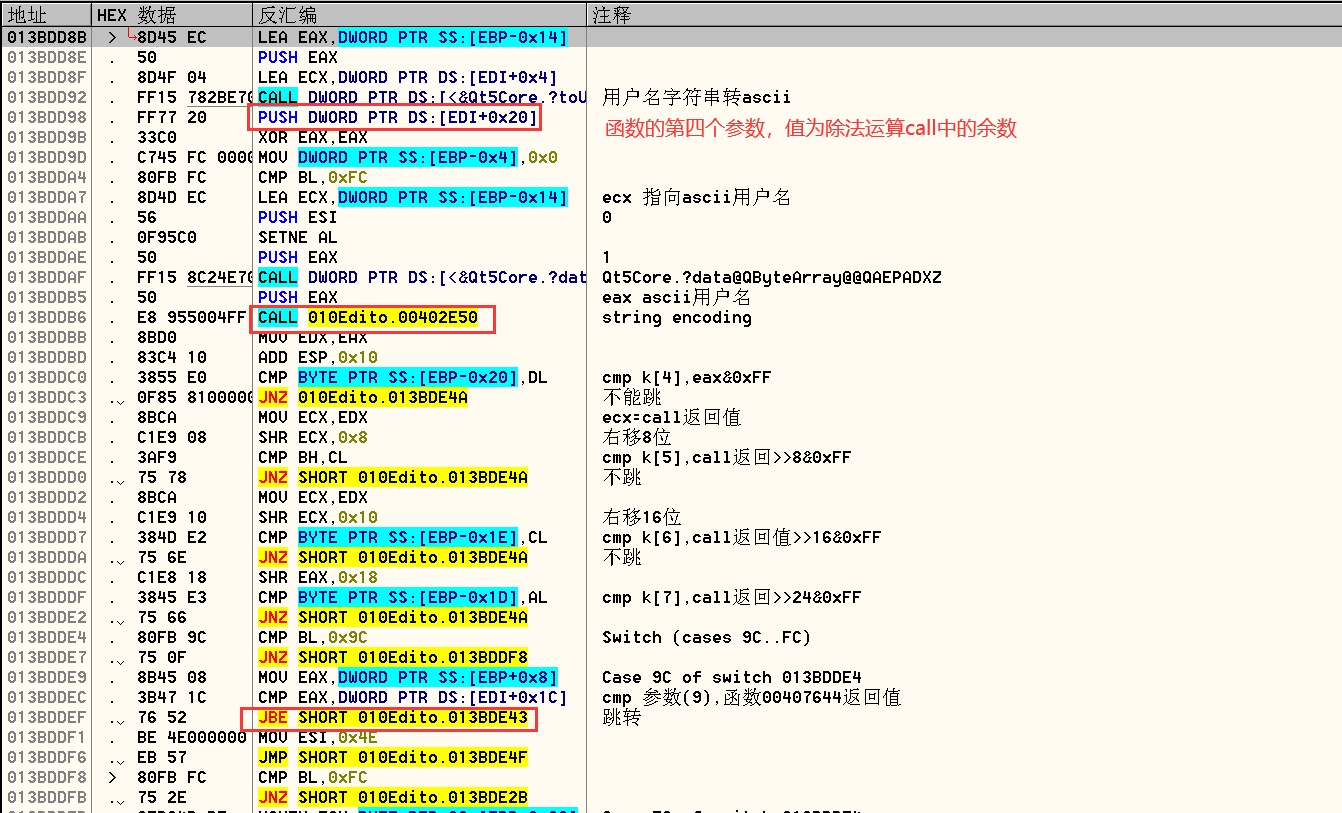 地址 HEX 数据 反汇编 注释
013BDD8B > 8D45 EC LEA EAX,DWORD PTR SS:[EBP-0x14]
013BDD8E . 50 PUSH EAX
013BDD8F . 8D4F 04 LEA ECX,DWORD PTR DS:[EDI+0x4]
013BDD92 . FF15 782BE70 CALL DWORD PTR DS:[<&Qt5Core.?toU 用户名字符串转ascii
013BDD98 . FF77 20 PUSH DWORD PTR DS:[EDI+0x20] 函数的第四个参数，值为除法运算call中的余数
013BDD9B . 33C0 XOR EAX,EAX
013BDD9D . C745 FC 0000 MOV DWORD PTR SS:[EBP-0x4],0x0
013BDDA4 . 80FB FC CMP BL,0xFC
013BDDA7 . 8D4D EC LEA ECX,DWORD PTR SS:[EBP-0x14] ecx 指向ascii用户名
013BDDAA . 56 PUSH ESI 0
013BDDAB . 0F95C0 SETNE AL
013BDDAE . 50 PUSH EAX 1
013BDDAF . FF15 8C24E70 CALL DWORD PTR DS:[<&Qt5Core.?dat Qt5Core.?data@QByteArray@@QAEPADXZ
013BDDB5 . 50 PUSH EAX eax ascii用户名
013BDDB6 . E8 955004FF CALL 010Edito.00402E50 string encoding
013BDDBB . 8BD0 MOV EDX,EAX
013BDDBD . 83C4 10 ADD ESP,0x10
013BDDC0 . 3855 E0 CMP BYTE PTR SS:[EBP-0x20],DL cmp k[4],eax&0xFF
013BDDC3 . 0F85 8100000 JNZ 010Edito.013BDE4A 不能跳
013BDDC9 . 8BCA MOV ECX,EDX ecx=call返回值
013BDDCB . C1E9 08 SHR ECX,0x8 右移8位
013BDDCE . 3AF9 CMP BH,CL cmp k[5],call返回>>8&0xFF
013BDDD0 . 75 78 JNZ SHORT 010Edito.013BDE4A 不跳
013BDDD2 . 8BCA MOV ECX,EDX
013BDDD4 . C1E9 10 SHR ECX,0x10 右移16位
013BDDD7 . 384D E2 CMP BYTE PTR SS:[EBP-0x1E],CL cmp k[6],call返回值>>16&0xFF
013BDDDA . 75 6E JNZ SHORT 010Edito.013BDE4A 不跳
013BDDDC . C1E8 18 SHR EAX,0x18
013BDDDF . 3845 E3 CMP BYTE PTR SS:[EBP-0x1D],AL cmp k[7],call返回>>24&0xFF
013BDDE2 . 75 66 JNZ SHORT 010Edito.013BDE4A
013BDDE4 . 80FB 9C CMP BL,0x9C Switch (cases 9C..FC)
013BDDE7 . 75 0F JNZ SHORT 010Edito.013BDDF8
013BDDE9 . 8B45 08 MOV EAX,DWORD PTR SS:[EBP+0x8] Case 9C of switch 013BDDE4
013BDDEC . 3B47 1C CMP EAX,DWORD PTR DS:[EDI+0x1C] cmp 参数(9),函数00407644返回值
013BDDEF . 76 52 JBE SHORT 010Edito.013BDE43 跳转
013BDDF1 . BE 4E000000 MOV ESI,0x4E
013BDDF6 . EB 57 JMP SHORT 010Edito.013BDE4F
013BDDF8 > 80FB FC CMP BL,0xFC
013BDDFB . 75 2E JNZ SHORT 010Edito.013BDE2B